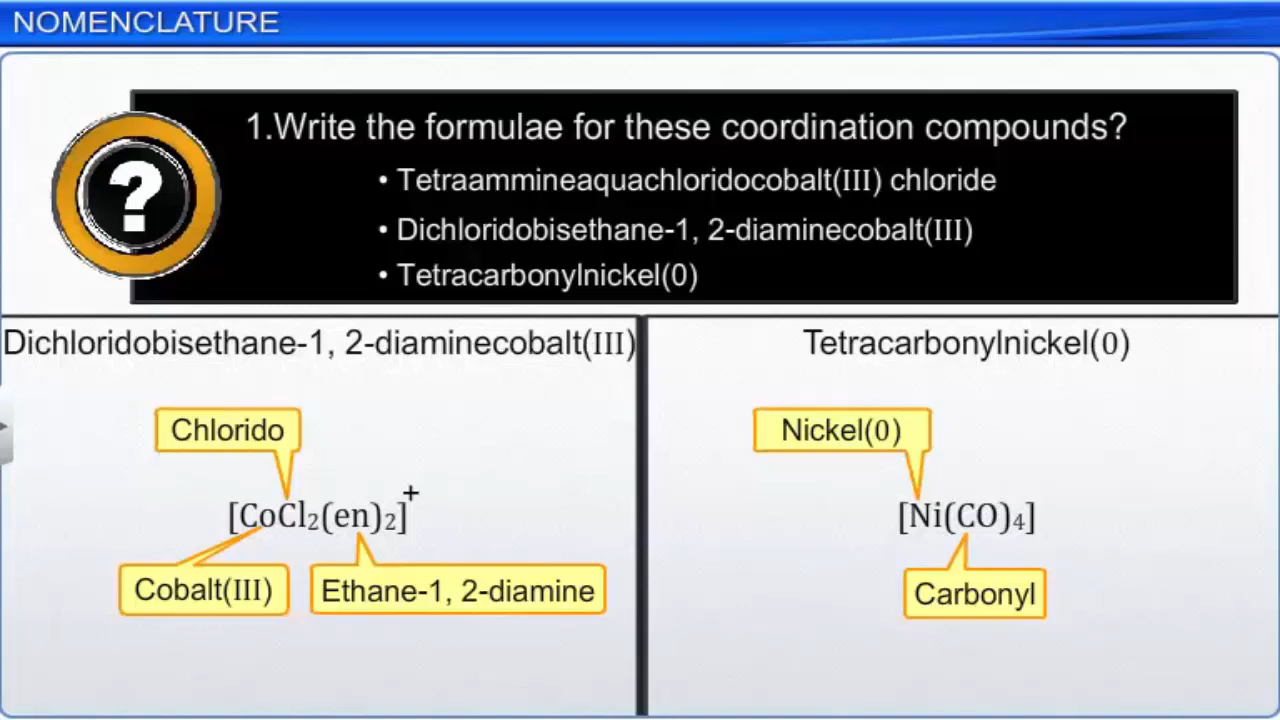 NOMENCLATURE
?
1.Write the formulae for these coordination compounds?
• Tetraammineaquachloridocobalt(III) chloride
• Dichloridobisethane-1, 2-diaminecobalt(III)
• Tetracarbonylnickel(0)
Dichloridobisethane-1, 2-diaminecobalt(III)
Chlorido
[CoCl₂(en)₂]⁺
Cobalt(III)
Ethane-1, 2-diamine
Tetracarbonylnickel(0)
Nickel(0)
[Ni(CO)₄]
Carbonyl